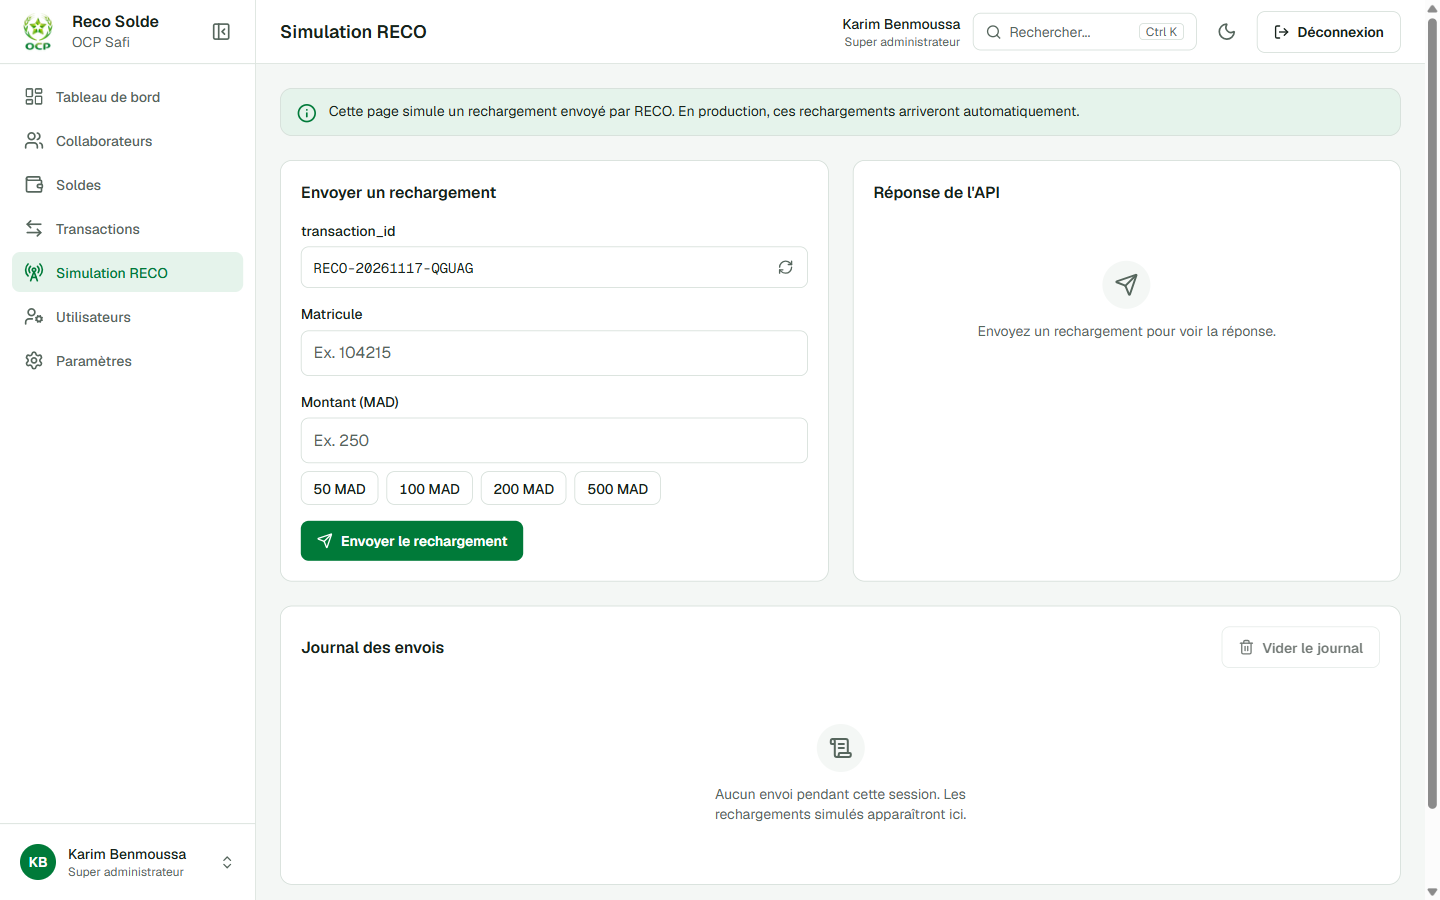 Reco Solde
OCP Safi
OCP
Tableau de bord
Collaborateurs
Soldes
Transactions
Simulation RECO
Utilisateurs
Paramètres
KB
Karim Benmoussa
Super administrateur
Simulation RECO
Karim Benmoussa
Super administrateur
Rechercher...
Ctrl K
Déconnexion
Cette page simule un rechargement envoyé par RECO. En production, ces rechargements arriveront automatiquement.
Envoyer un rechargement
transaction_id
RECO-20261117-QGUAG
Matricule
Ex. 104215
Montant (MAD)
Ex. 250
50 MAD
100 MAD
200 MAD
500 MAD
Envoyer le rechargement
Réponse de l'API
Envoyez un rechargement pour voir la réponse.
Journal des envois
Vider le journal
Aucun envoi pendant cette session. Les
rechargements simulés apparaîtront ici.